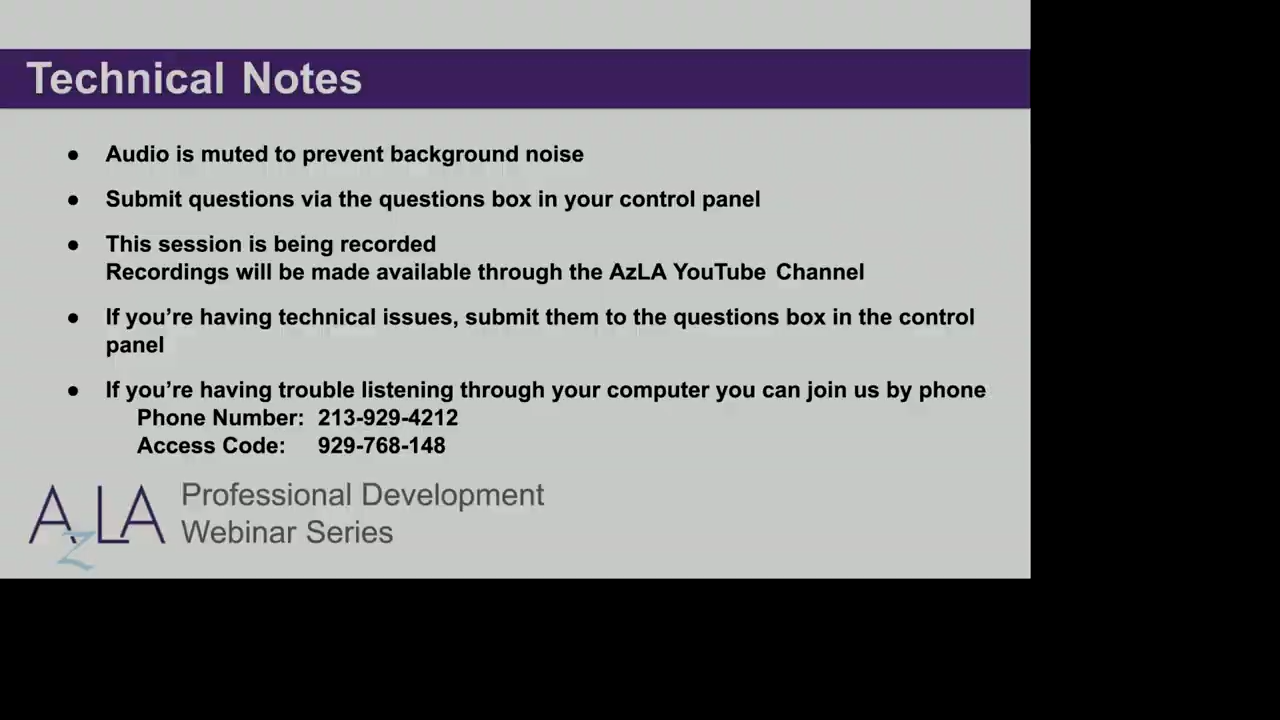 Technical Notes
● Audio is muted to prevent background noise
● Submit questions via the questions box in your control panel
● This session is being recorded
Recordings will be made available through the AzLA YouTube Channel
● If you’re having technical issues, submit them to the questions box in the control
panel
● If you’re having trouble listening through your computer you can join us by phone
Phone Number: 213-929-4212
Access Code: 929-768-148
AzLA Professional Development
Webinar Series